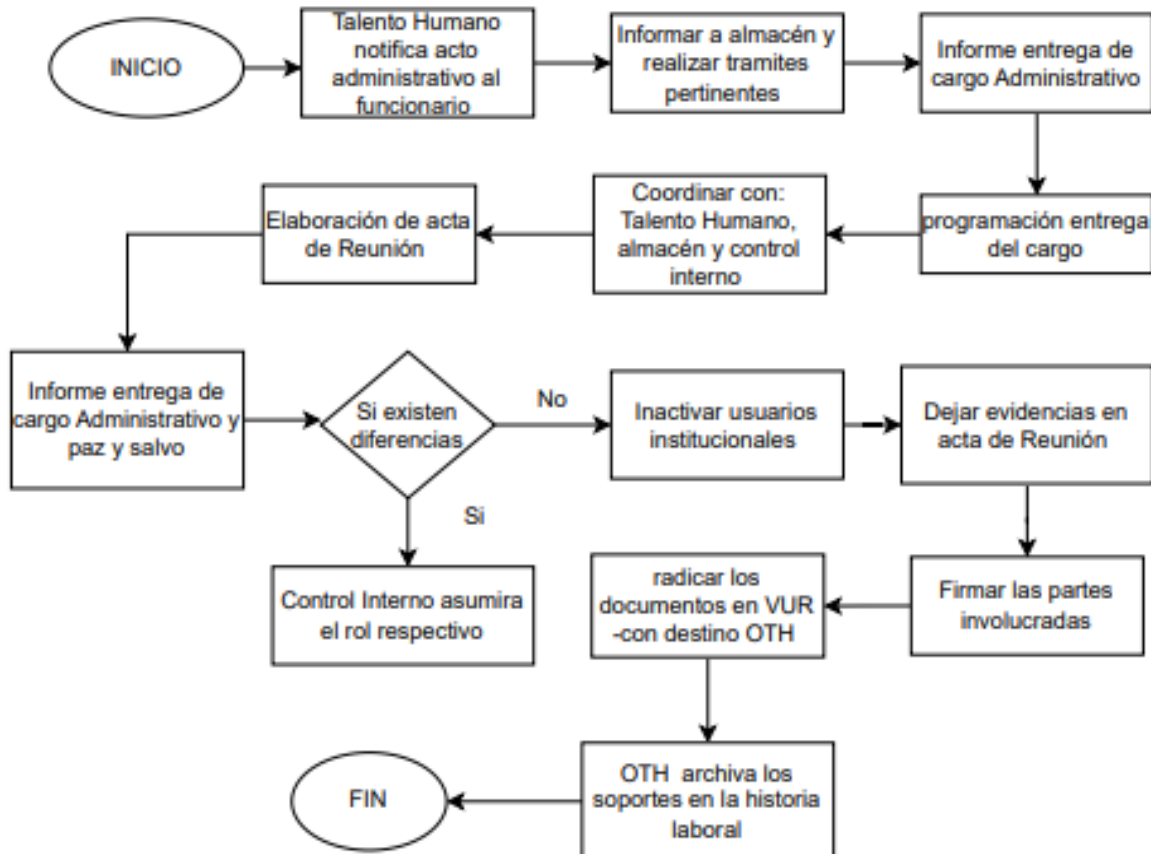 INICIO
Talento Humano
notifica acto
administrativo al
funcionario
Informar a almacén y
realizar tramites
pertinentes
Informe entrega de
cargo Administrativo
programación entrega
del cargo
Coordinar con:
Talento Humano,
almacén y control
interno
Elaboración de acta
de Reunión
Informe entrega de
cargo Administrativo y
paz y salvo
Si existen
diferencias
No
Si
Control Interno asumira
el rol respectivo
Inactivar usuarios
institucionales
Dejar evidencias en
acta de Reunión
Firmar las partes
involucradas
radicar los
documentos en VUR
-con destino OTH
OTH archiva los
soportes en la historia
laboral
FIN